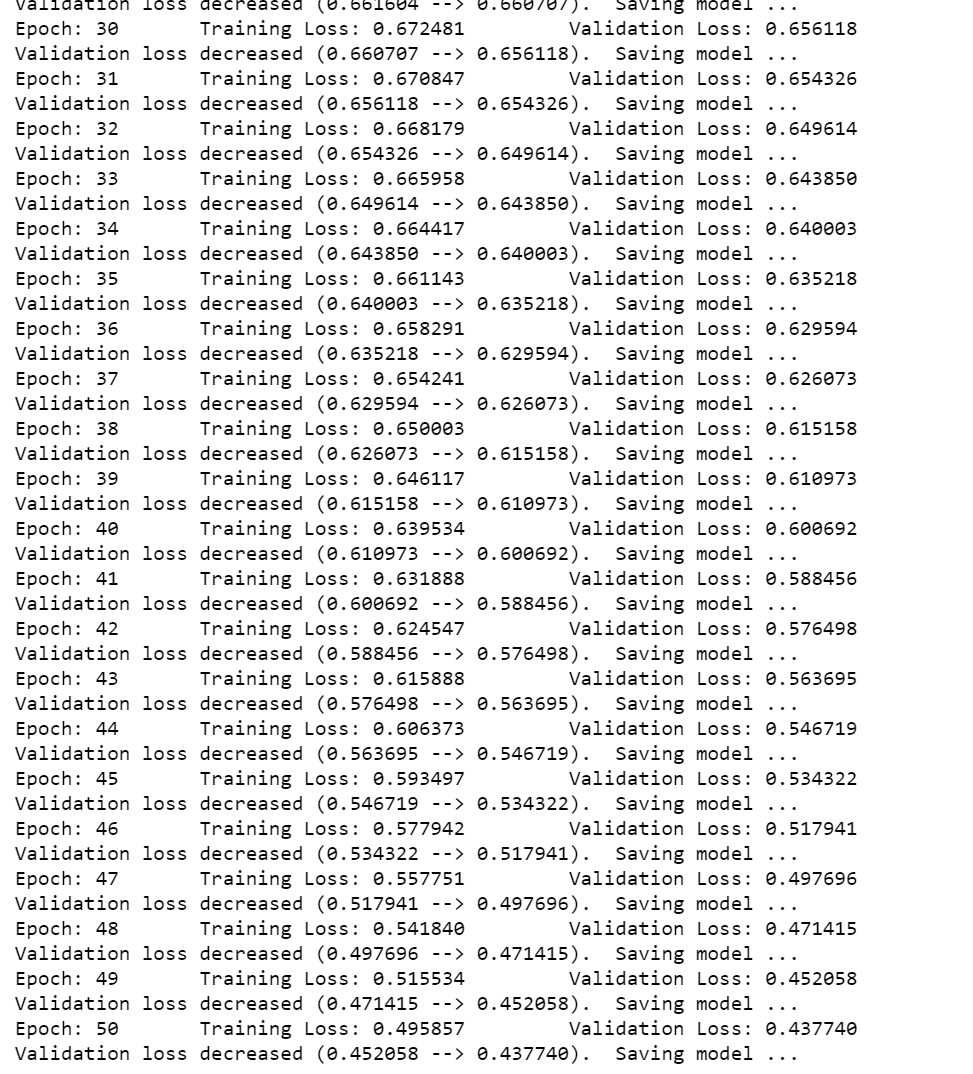 Validation loss decreased (0.661604 --> 0.660707).  Saving model ...
Epoch: 30       Training Loss: 0.672481         Validation Loss: 0.656118
Validation loss decreased (0.660707 --> 0.656118).  Saving model ...
Epoch: 31       Training Loss: 0.670847         Validation Loss: 0.654326
Validation loss decreased (0.656118 --> 0.654326).  Saving model ...
Epoch: 32       Training Loss: 0.668179         Validation Loss: 0.649614
Validation loss decreased (0.654326 --> 0.649614).  Saving model ...
Epoch: 33       Training Loss: 0.665958         Validation Loss: 0.643850
Validation loss decreased (0.649614 --> 0.643850).  Saving model ...
Epoch: 34       Training Loss: 0.664417         Validation Loss: 0.640003
Validation loss decreased (0.643850 --> 0.640003).  Saving model ...
Epoch: 35       Training Loss: 0.661143         Validation Loss: 0.635218
Validation loss decreased (0.640003 --> 0.635218).  Saving model ...
Epoch: 36       Training Loss: 0.658291         Validation Loss: 0.629594
Validation loss decreased (0.635218 --> 0.629594).  Saving model ...
Epoch: 37       Training Loss: 0.654241         Validation Loss: 0.626073
Validation loss decreased (0.629594 --> 0.626073).  Saving model ...
Epoch: 38       Training Loss: 0.650003         Validation Loss: 0.615158
Validation loss decreased (0.626073 --> 0.615158).  Saving model ...
Epoch: 39       Training Loss: 0.646117         Validation Loss: 0.610973
Validation loss decreased (0.615158 --> 0.610973).  Saving model ...
Epoch: 40       Training Loss: 0.639534         Validation Loss: 0.600692
Validation loss decreased (0.610973 --> 0.600692).  Saving model ...
Epoch: 41       Training Loss: 0.631888         Validation Loss: 0.588456
Validation loss decreased (0.600692 --> 0.588456).  Saving model ...
Epoch: 42       Training Loss: 0.624547         Validation Loss: 0.576498
Validation loss decreased (0.588456 --> 0.576498).  Saving model ...
Epoch: 43       Training Loss: 0.615888         Validation Loss: 0.563695
Validation loss decreased (0.576498 --> 0.563695).  Saving model ...
Epoch: 44       Training Loss: 0.606373         Validation Loss: 0.546719
Validation loss decreased (0.563695 --> 0.546719).  Saving model ...
Epoch: 45       Training Loss: 0.593497         Validation Loss: 0.534322
Validation loss decreased (0.546719 --> 0.534322).  Saving model ...
Epoch: 46       Training Loss: 0.577942         Validation Loss: 0.517941
Validation loss decreased (0.534322 --> 0.517941).  Saving model ...
Epoch: 47       Training Loss: 0.557751         Validation Loss: 0.497696
Validation loss decreased (0.517941 --> 0.497696).  Saving model ...
Epoch: 48       Training Loss: 0.541840         Validation Loss: 0.471415
Validation loss decreased (0.497696 --> 0.471415).  Saving model ...
Epoch: 49       Training Loss: 0.515534         Validation Loss: 0.452058
Validation loss decreased (0.471415 --> 0.452058).  Saving model ...
Epoch: 50       Training Loss: 0.495857         Validation Loss: 0.437740
Validation loss decreased (0.452058 --> 0.437740).  Saving model ...